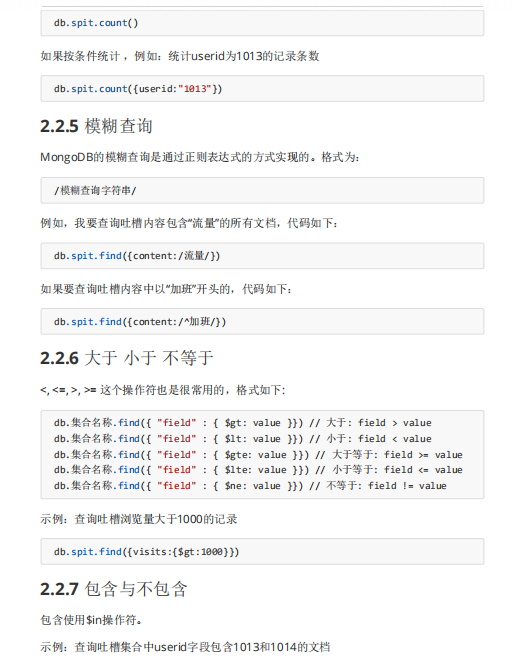 db.spit.count()
如果按条件统计 ，例如：统计userid为1013的记录条数
db.spit.count({userid:"1013"})
2.2.5 模糊查询
MongoDB的模糊查询是通过正则表达式的方式实现的。格式为：
/模糊查询字符串/
例如，我要查询吐槽内容包含“流量”的所有文档，代码如下：
db.spit.find({content:/流量/})
如果要查询吐槽内容中以“加班”开头的，代码如下：
db.spit.find({content:/^加班/})
2.2.6 大于 小于 不等于
<, <=, >, >= 这个操作符也是很常用的，格式如下:
db.集合名称.find({ "field" : { $gt: value }}) // 大于: field > value
db.集合名称.find({ "field" : { $lt: value }}) // 小于: field < value
db.集合名称.find({ "field" : { $gte: value }}) // 大于等于: field >= value
db.集合名称.find({ "field" : { $lte: value }}) // 小于等于: field <= value
db.集合名称.find({ "field" : { $ne: value }}) // 不等于: field != value
示例：查询吐槽浏览量大于1000的记录
db.spit.find({visits:{$gt:1000}})
2.2.7 包含与不包含
包含使用$in操作符。
示例：查询吐槽集合中userid字段包含1013和1014的文档